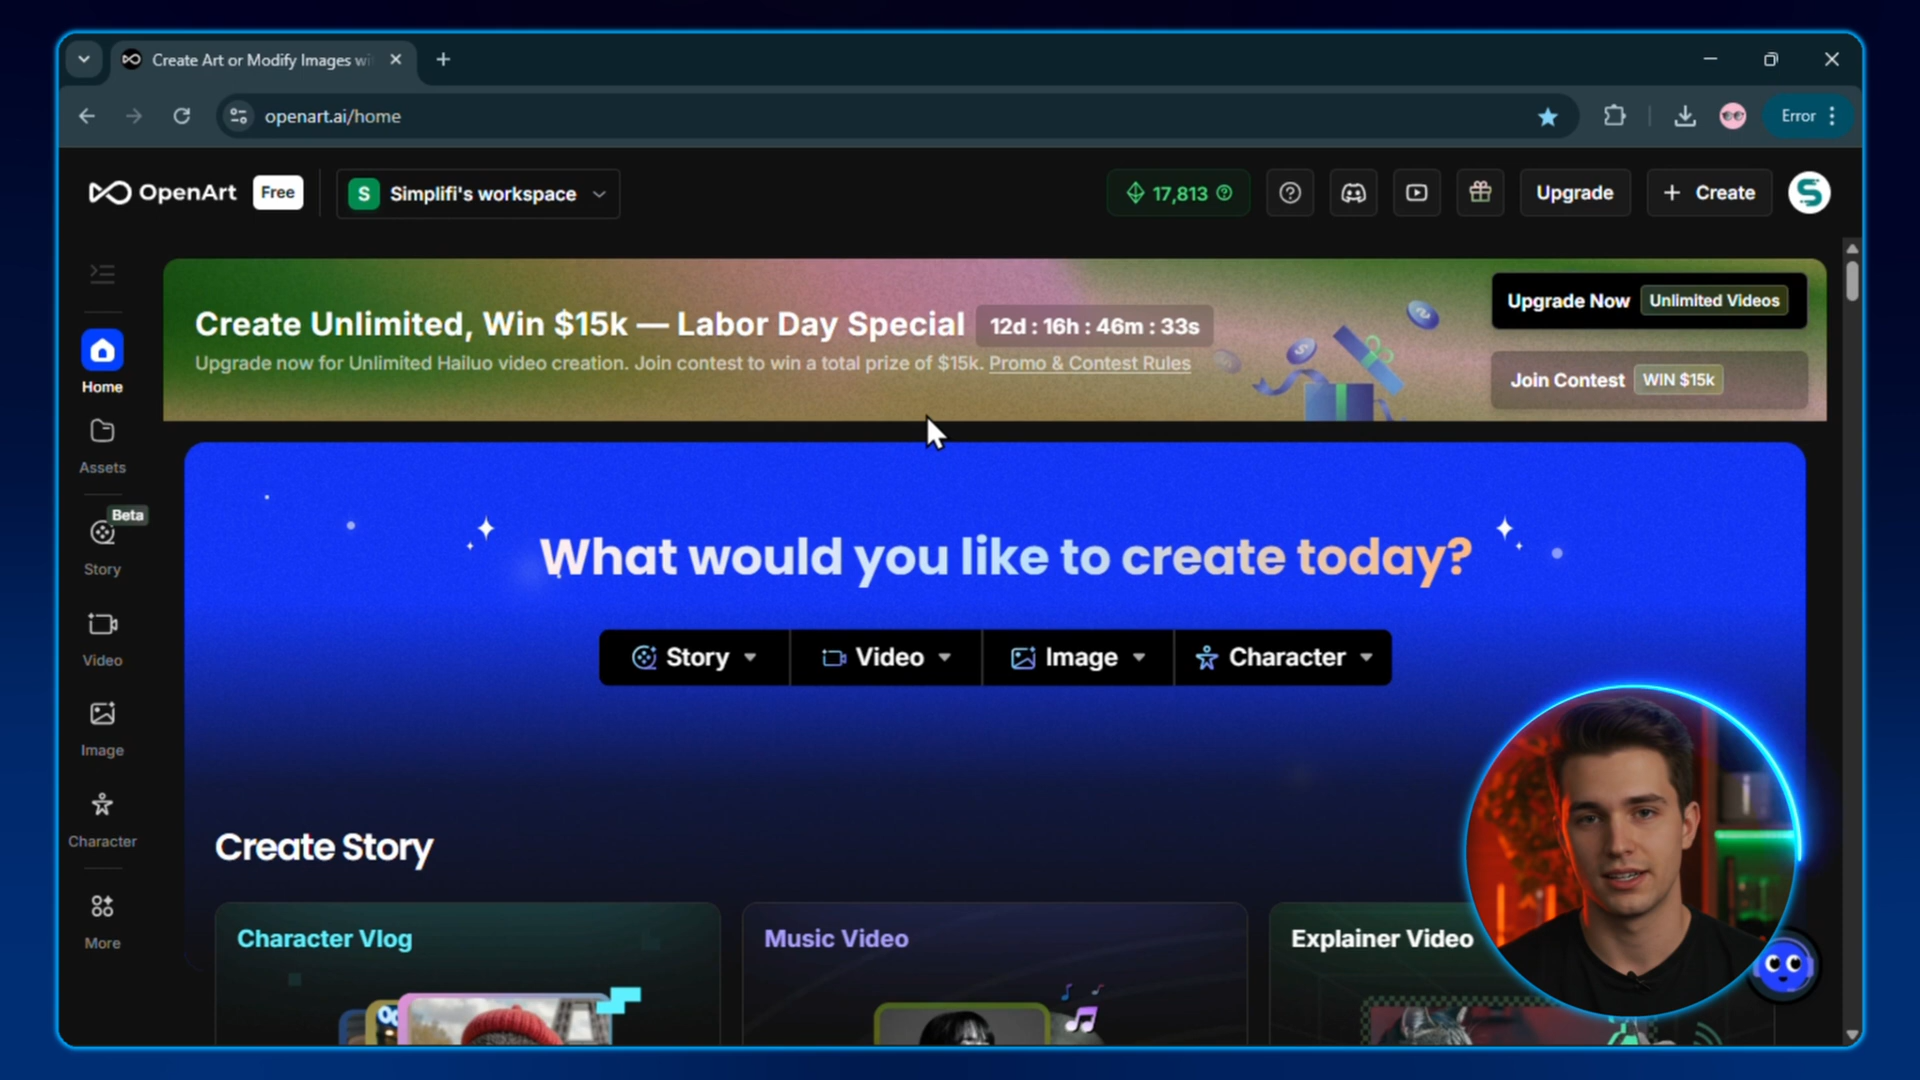 Create Art or Modify Images wi
openart.ai/home
Error
OpenArt
Free
S
Simplifi's workspace
17,813
Upgrade
+ Create
Create Unlimited, Win $15k — Labor Day Special
12d : 16h : 46m : 33s
Upgrade now for Unlimited Hailuo video creation. Join contest to win a total prize of $15k. Promo & Contest Rules
Upgrade Now
Unlimited Videos
Join Contest
WIN $15k
Home
Assets
Beta
Story
Video
Image
Character
More
What would you like to create today?
Story
Video
Image
Character
Create Story
Character Vlog
Music Video
Explainer Video